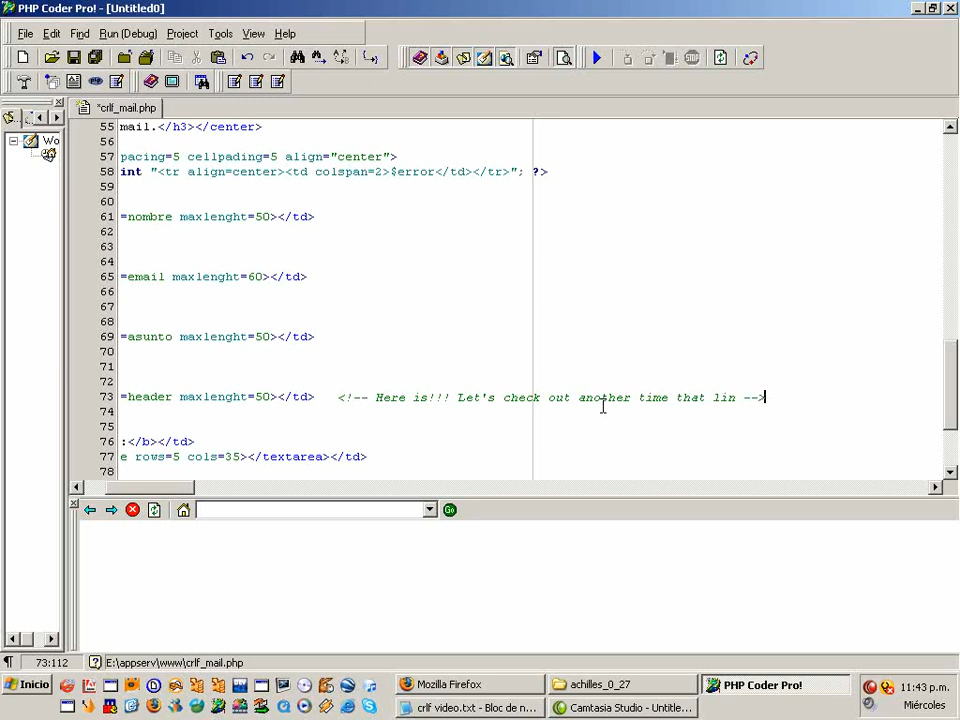 PHP Coder Pro! - [Untitled0]
File Edit Find Run (Debug) Project Tools View Help
*crlf_mail.php
Wo
55 mail.</h3></center>
56
57 pacing=5 cellpading=5 align="center">
58 int "<tr align=center><td colspan=2>$error</td></tr>"; ?>
59
60
61 =nombre maxlenght=50></td>
62
63
64
65 =email maxlenght=60></td>
66
67
68
69 =asunto maxlenght=50></td>
70
71
72
73 =header maxlenght=50></td> <!-- Here is!!! Let's check out another time that lin -->
74
75
76 :</b></td>
77 e rows=5 cols=35></textarea></td>
78
Go
73:112 E:\appserv\www\crlf_mail.php
Inicio Mozilla Firefox achilles_0_27 PHP Coder Pro! 11:43 p.m.
crlf video.txt - Bloc de n... Camtasia Studio - Untitle... Miércoles